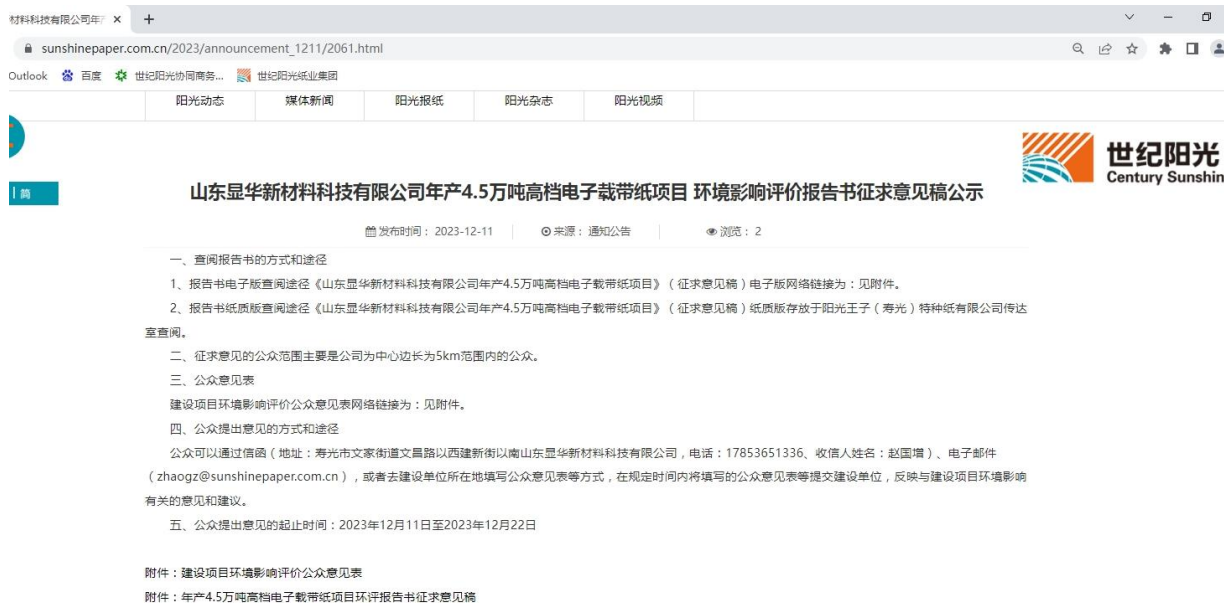 材料科技有限公司年产
sunshinepaper.com.cn/2023/announcement_1211/2061.html
Outlook 百度 世纪阳光协同商务... 世纪阳光纸业集团
阳光动态 媒体新闻 阳光报纸 阳光杂志 阳光视频
世纪阳光
Century Sunshin
简
山东显华新材料科技有限公司年产4.5万吨高档电子载带纸项目 环境影响评价报告书征求意见稿公示
发布时间： 2023-12-11 来源： 通知公告 浏览： 2
一、查阅报告书的方式和途径
1、报告书电子版查阅途径《山东显华新材料科技有限公司年产4.5万吨高档电子载带纸项目》（征求意见稿）电子版网络链接为：见附件。
2、报告书纸质版查阅途径《山东显华新材料科技有限公司年产4.5万吨高档电子载带纸项目》（征求意见稿）纸质版存放于阳光王子（寿光）特种纸有限公司传达
室查阅。
二、征求意见的公众范围主要是公司为中心边长为5km范围内的公众。
三、公众意见表
建设项目环境影响评价公众意见表网络链接为：见附件。
四、公众提出意见的方式和途径
公众可以通过信函（地址：寿光市文家街道文昌路以西建新街以南山东显华新材料科技有限公司，电话：17853651336、收信人姓名：赵国增）、电子邮件
（zhaogz@sunshinepaper.com.cn），或者去建设单位所在地填写公众意见表等方式，在规定时间内将填写的公众意见表等提交建设单位，反映与建设项目环境影响
有关的意见和建议。
五、公众提出意见的起止时间：2023年12月11日至2023年12月22日
附件：建设项目环境影响评价公众意见表
附件：年产4.5万吨高档电子载带纸项目环评报告书征求意见稿